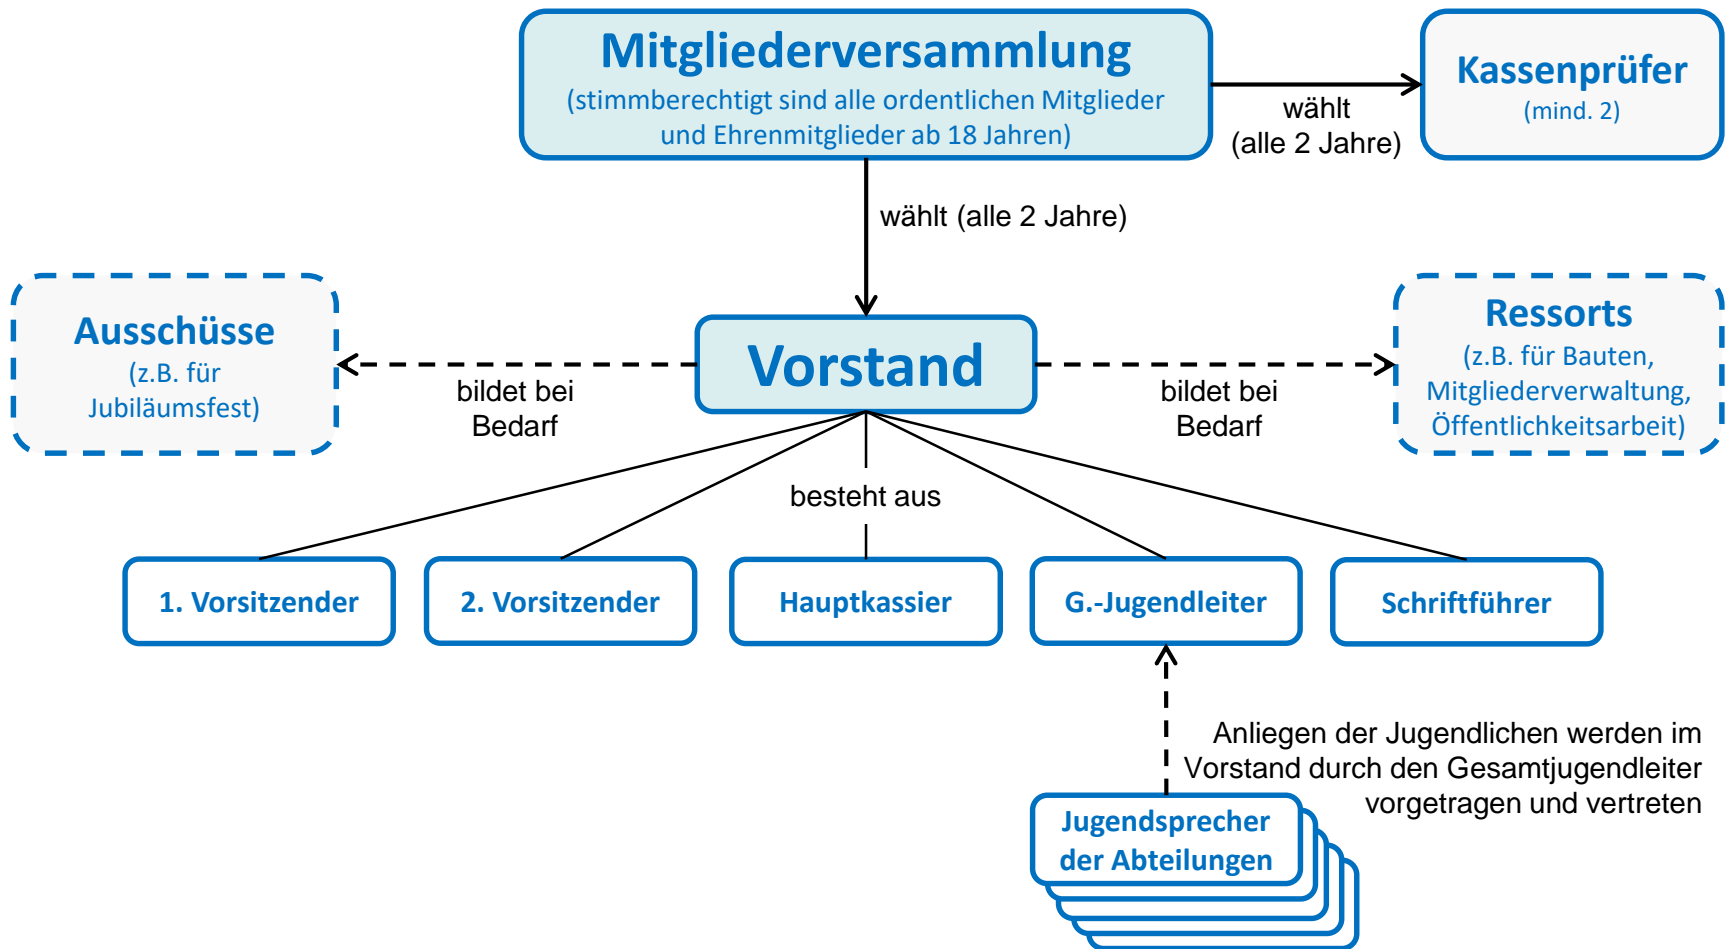 Mitgliederversammlung
(stimmberechtigt sind alle ordentlichen Mitglieder
und Ehrenmitglieder ab 18 Jahren)
Kassenprüfer
(mind. 2)
wählt
(alle 2 Jahre)
wählt (alle 2 Jahre)
Ausschüsse
(z.B. für
Jubiläumsfest)
bildet bei
Bedarf
Vorstand
bildet bei
Bedarf
Ressorts
(z.B. für Bauten,
Mitgliederverwaltung,
Öffentlichkeitsarbeit)
besteht aus
1. Vorsitzender
2. Vorsitzender
Hauptkassier
G.-Jugendleiter
Schriftführer
Anliegen der Jugendlichen werden im
Vorstand durch den Gesamtjugendleiter
vorgetragen und vertreten
Jugendsprecher
der Abteilungen